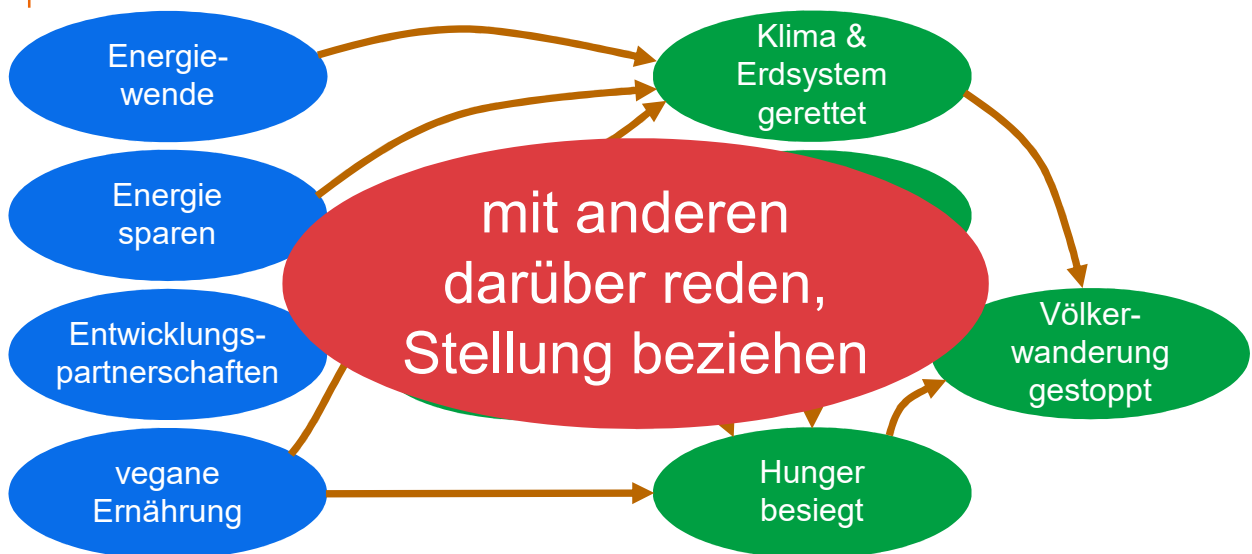 Energie-
wende
Klima &
Erdsystem
gerettet
Energie
sparen
mit anderen
darüber reden,
Stellung beziehen
Entwicklungs-
partnerschaften
Völker-
wanderung
gestoppt
vegane
Ernährung
Hunger
besiegt